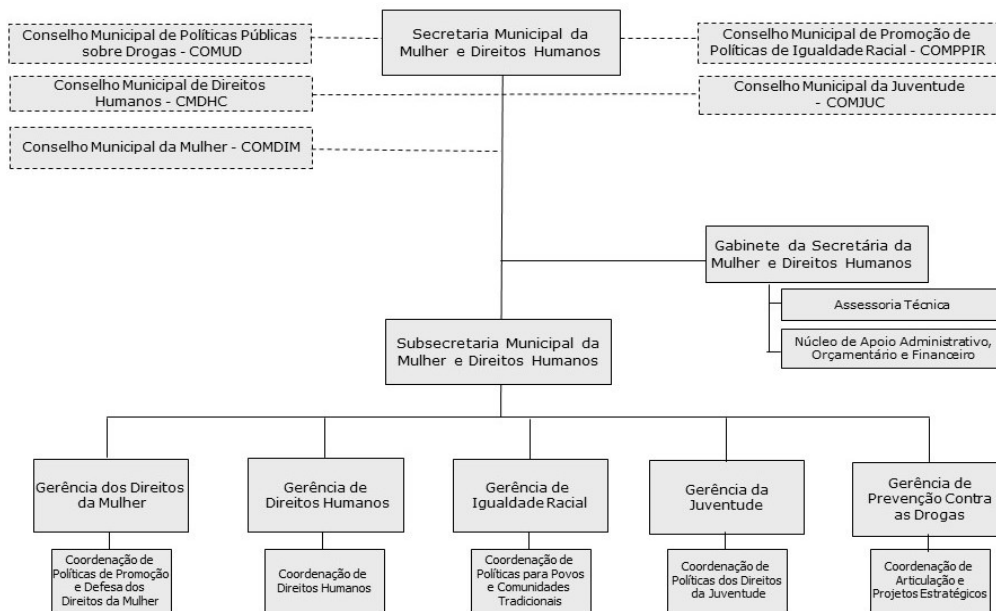 Conselho Municipal de Políticas Públicas
sobre Drogas - COMUD
Secretaria Municipal da
Mulher e Direitos Humanos
Conselho Municipal de Promoção de
Políticas de Igualdade Racial - COMPPIR
Conselho Municipal de Direitos
Humanos - CMDHC
Conselho Municipal da Juventude
- COMJUC
Conselho Municipal da Mulher - COMDIM
Gabinete da Secretária da
Mulher e Direitos Humanos
Assessoria Técnica
Núcleo de Apoio Administrativo,
Orçamentário e Financeiro
Subsecretaria Municipal da
Mulher e Direitos Humanos
Gerência dos Direitos
da Mulher
Gerência de
Direitos Humanos
Gerência de
Igualdade Racial
Gerência da
Juventude
Gerência de
Prevenção Contra
as Drogas
Coordenação de
Políticas de Promoção
e Defesa dos
Direitos da Mulher
Coordenação de
Direitos Humanos
Coordenação de
Políticas para Povos
e Comunidades
Tradicionais
Coordenação de
Políticas dos Direitos
da Juventude
Coordenação de
Articulação e
Projetos Estratégicos